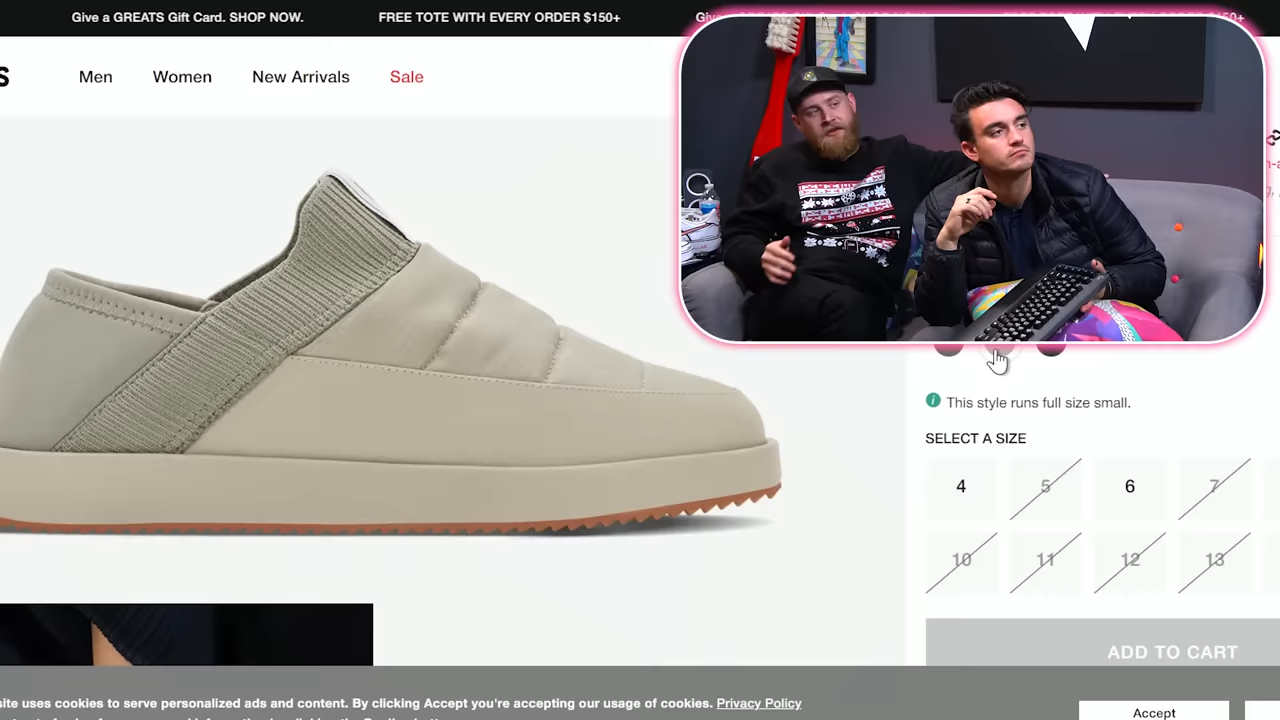 Give a GREATS Gift Card. SHOP NOW.
FREE TOTE WITH EVERY ORDER $150+
S
Men
Women
New Arrivals
Sale
This style runs full size small.
SELECT A SIZE
4
5
6
7
10
11
12
13
ADD TO CART
site uses cookies to serve personalized ads and content. By clicking Accept you're accepting our usage of cookies. Privacy Policy
Accept